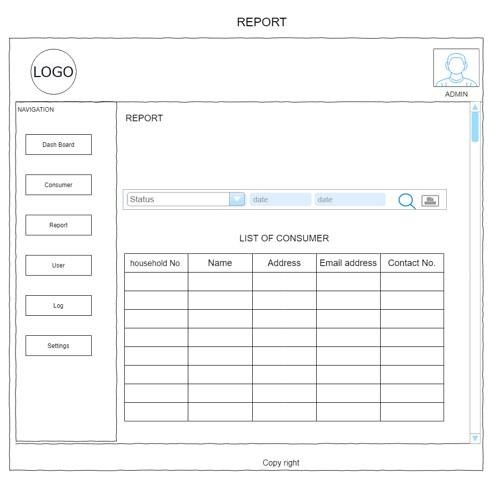 REPORT
LOGO
ADMIN
NAVIGATION
Dash Board
Consumer
Report
User
Log
Settings
REPORT
Status date date
LIST OF CONSUMER
household No. Name Address Email address Contact No.
Copy right